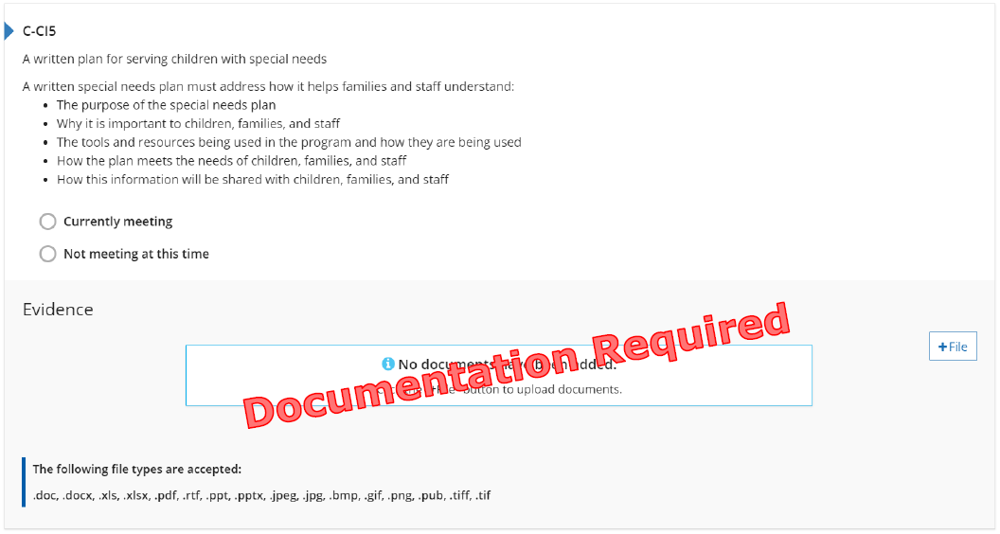 C-CI5
A written plan for serving children with special needs
A written special needs plan must address how it helps families and staff understand:
• The purpose of the special needs plan
• Why it is important to children, families, and staff
• The tools and resources being used in the program and how they are being used
• How the plan meets the needs of children, families, and staff
• How this information will be shared with children, families, and staff
Currently meeting
Not meeting at this time
Evidence
+File
No documents have been added.
button to upload documents.
Documentation Required
The following file types are accepted:
.doc, .docx, .xls, .xlsx, .pdf, .rtf, .ppt, .pptx, .jpeg, .jpg, .bmp, .gif, .png, .pub, .tiff, .tif